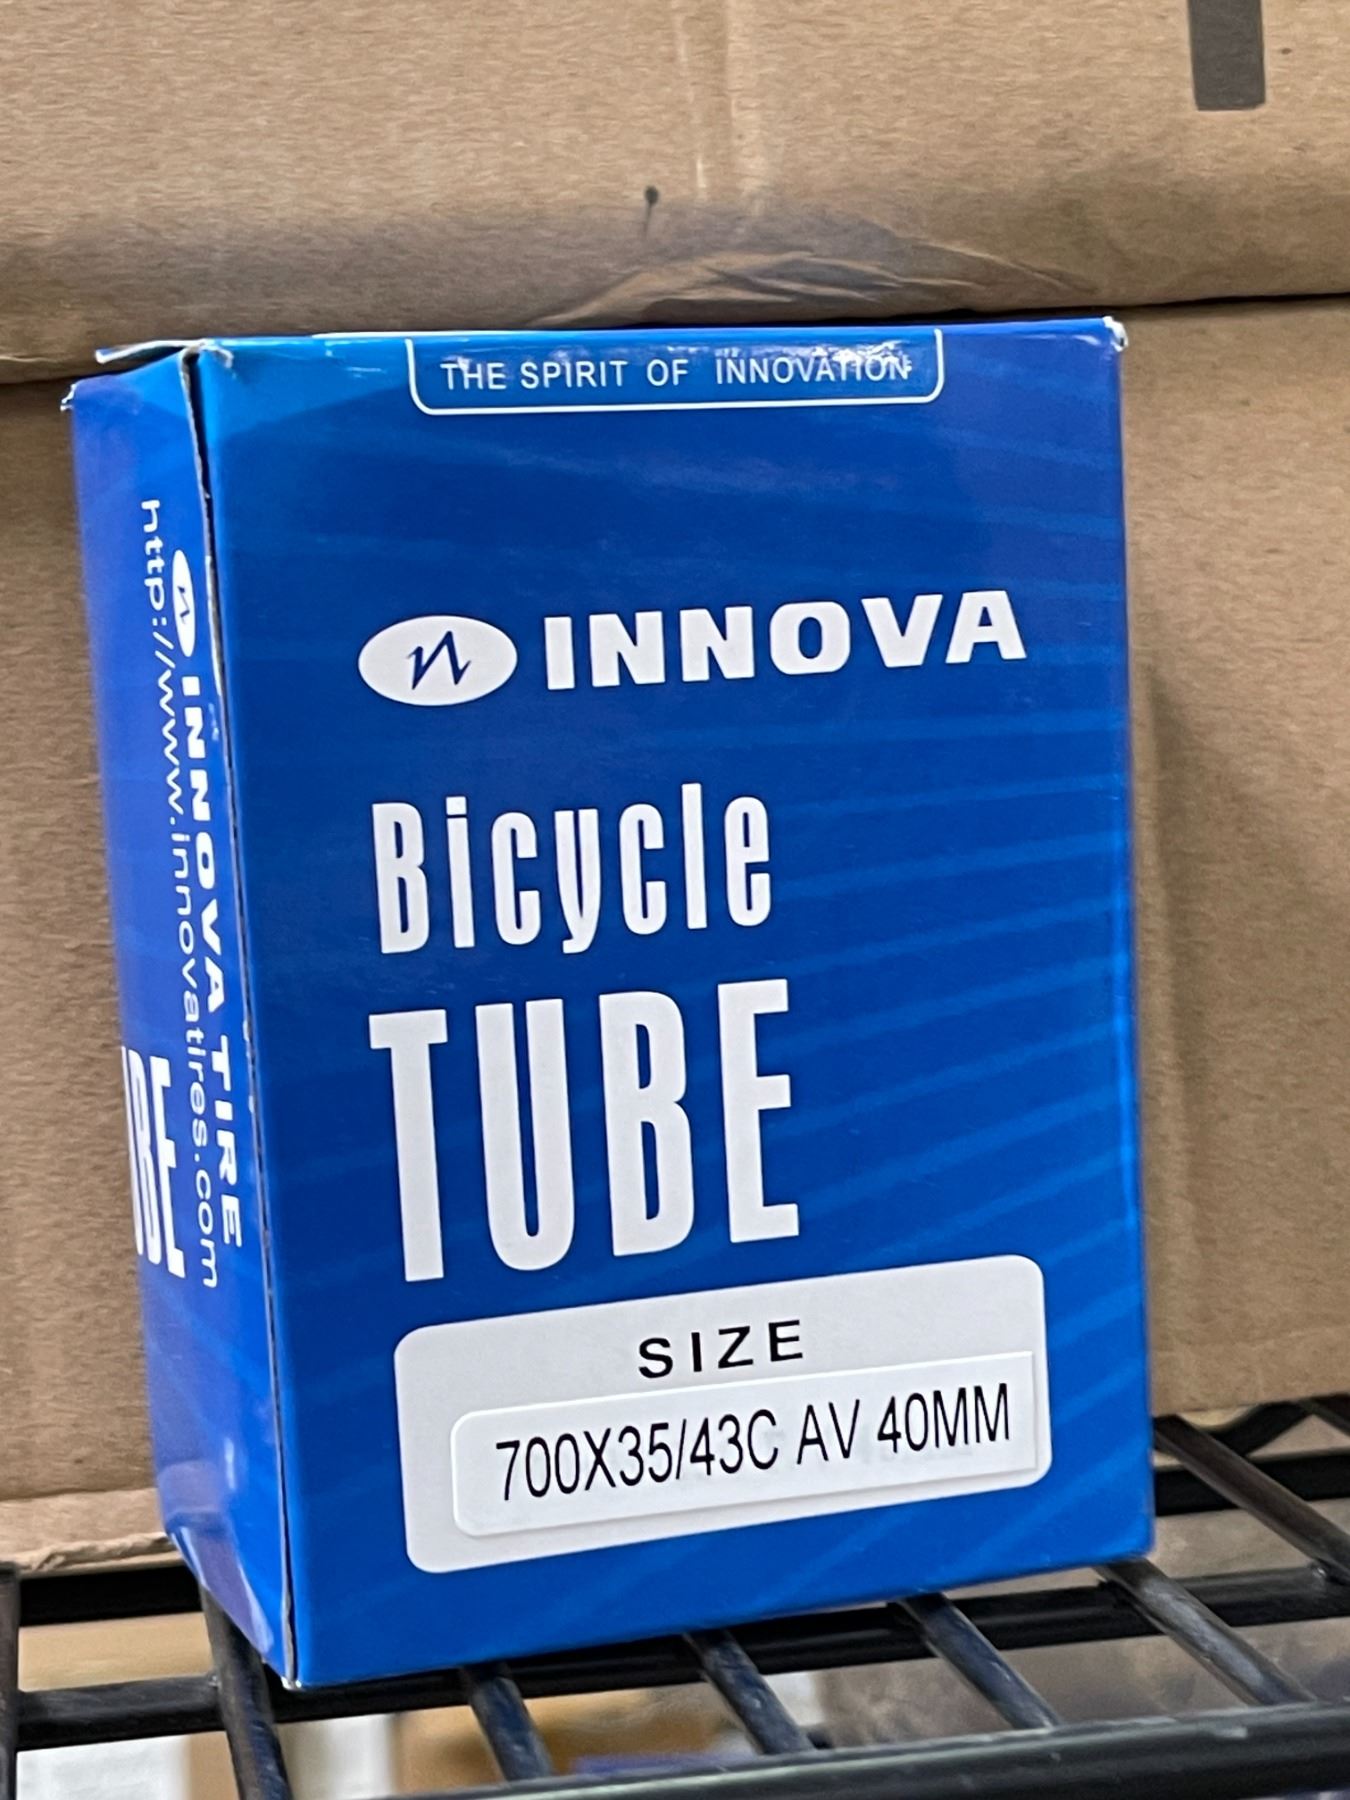 THE SPIRIT OF INNOVATION
INNOVA
Bicycle
TUBE
SIZE
700X35/43C AV 40MM
INNOVA TIRE
http://www.innovatires.com